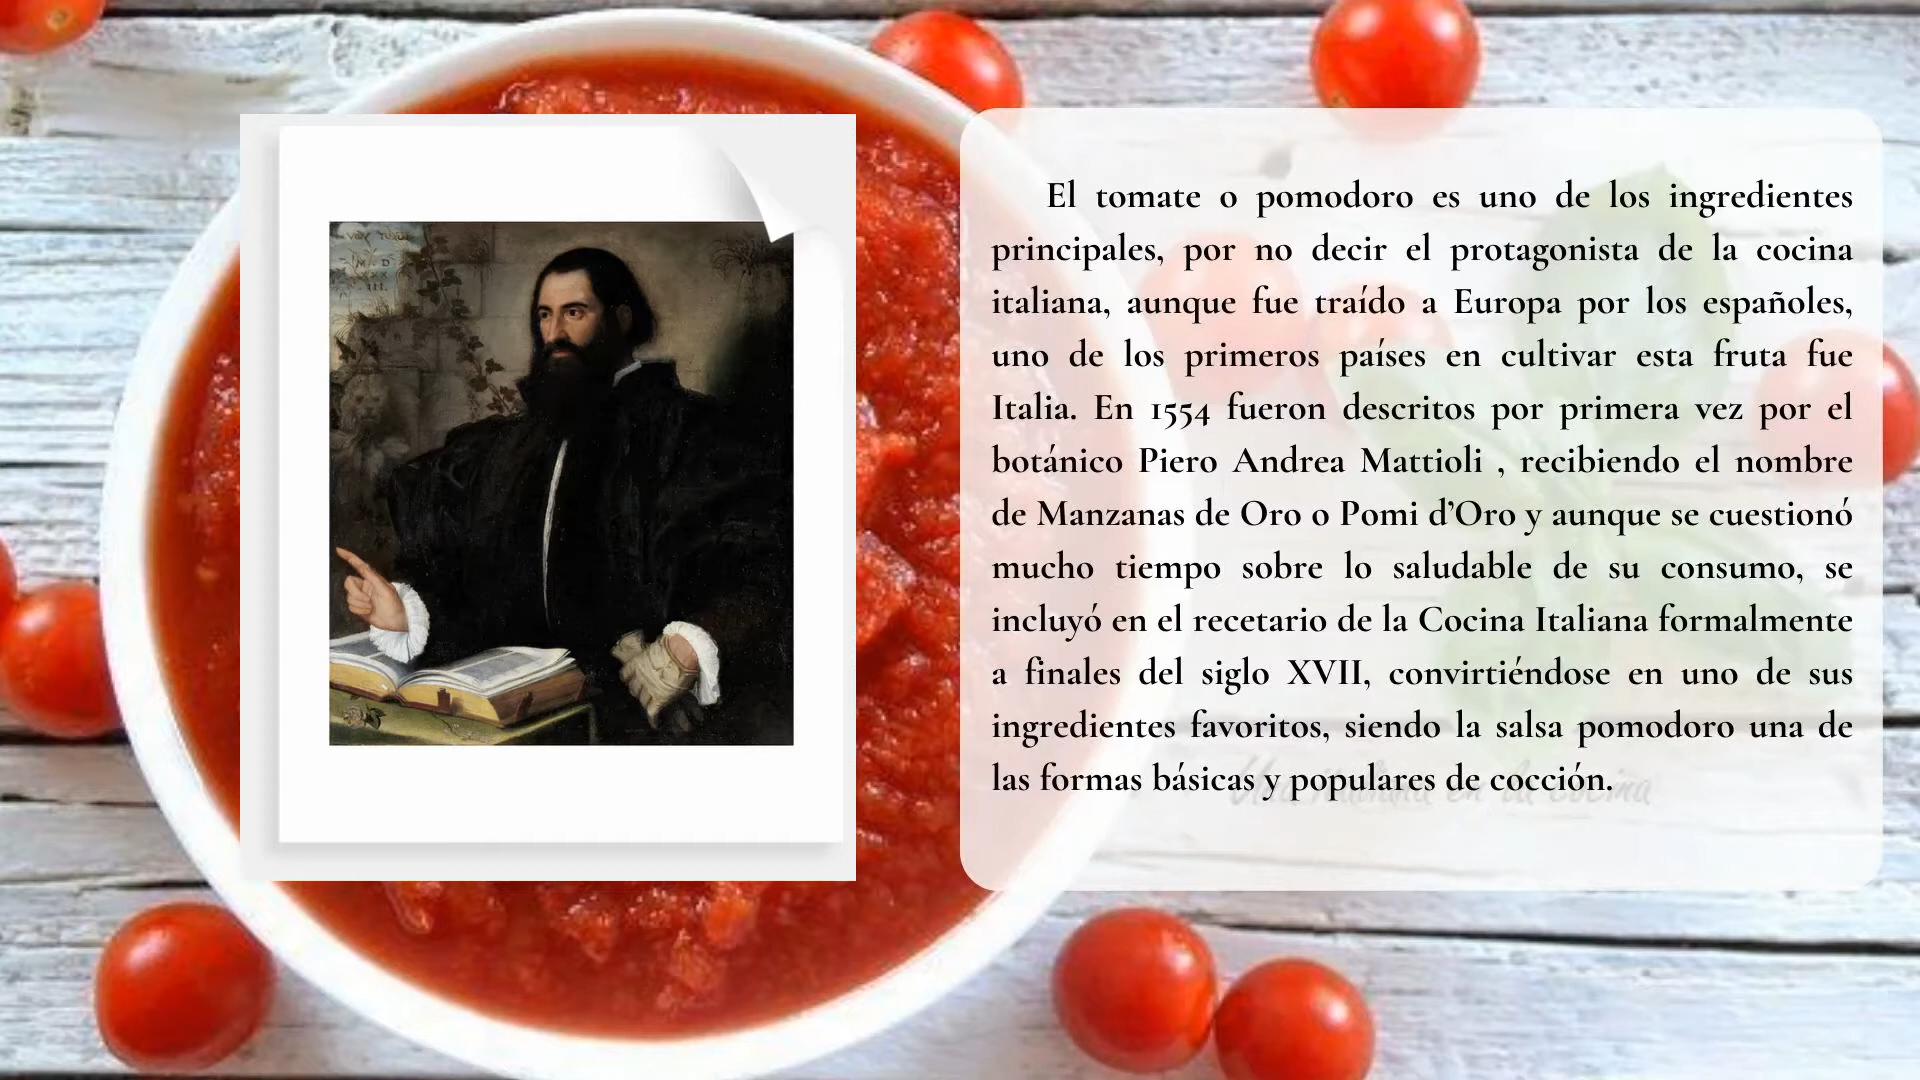 El tomate o pomodoro es uno de los ingredientes
principales, por no decir el protagonista de la cocina
italiana, aunque fue traído a Europa por los españoles,
uno de los primeros países en cultivar esta fruta fue
Italia. En 1554 fueron descritos por primera vez por el
botánico Piero Andrea Mattioli , recibiendo el nombre
de Manzanas de Oro o Pomi d’Oro y aunque se cuestionó
mucho tiempo sobre lo saludable de su consumo, se
incluyó en el recetario de la Cocina Italiana formalmente
a finales del siglo XVII, convirtiéndose en uno de sus
ingredientes favoritos, siendo la salsa pomodoro una de
las formas básicas y populares de cocción.